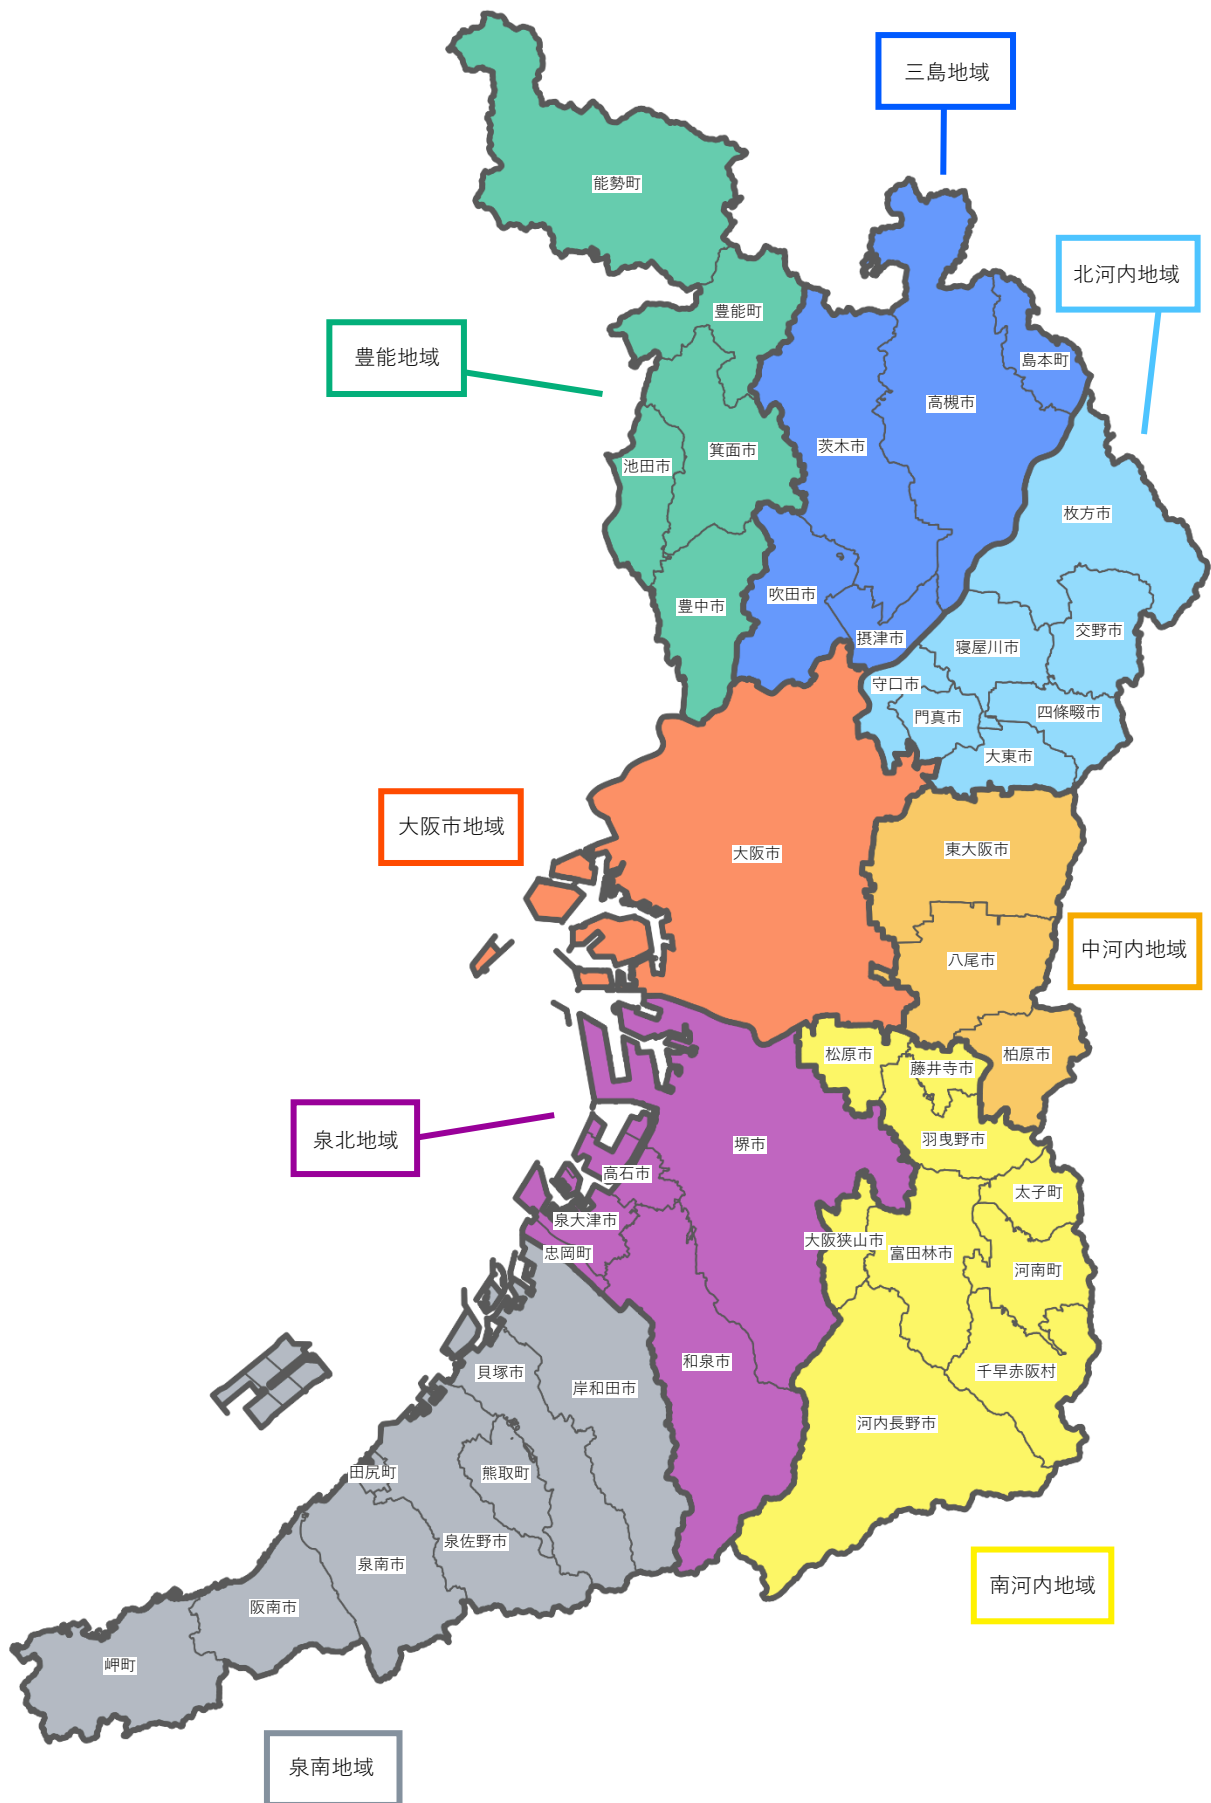 三島地域
能勢町
北河内地域
豊能町
豊能地域
島本町
高槻市
茨木市
箕面市
池田市
枚方市
吹田市
豊中市
交野市
摂津市
寝屋川市
守口市
四條畷市
門真市
大東市
大阪市地域
東大阪市
大阪市
中河内地域
八尾市
松原市
柏原市
藤井寺市
泉北地域
羽曳野市
堺市
高石市
太子町
泉大津市
大阪狭山市
忠岡町
富田林市
河南町
和泉市
貝塚市
千早赤阪村
岸和田市
河内長野市
田尻町
熊取町
泉佐野市
泉南市
南河内地域
阪南市
岬町
泉南地域